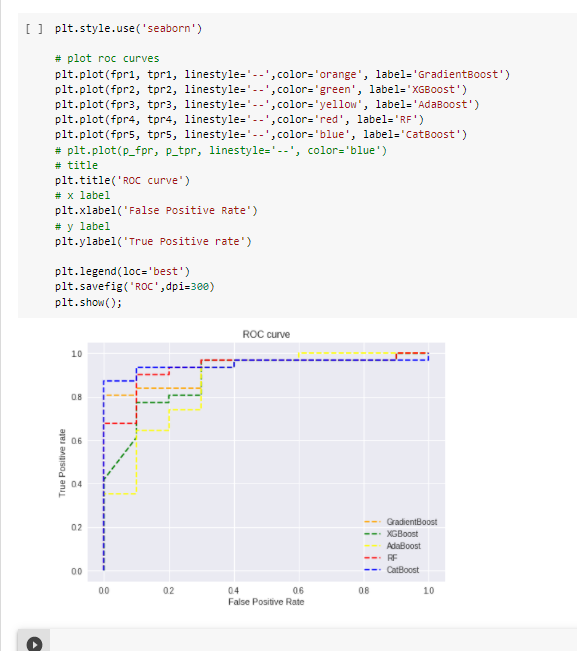 [ ] plt.style.use('seaborn')
# plot roc curves
plt.plot(fpr1, tpr1, linestyle='--',color='orange', label='GradientBoost')
plt.plot(fpr2, tpr2, linestyle='--',color='green', label='XGBoost')
plt.plot(fpr3, tpr3, linestyle='--',color='yellow', label='AdaBoost')
plt.plot(fpr4, tpr4, linestyle='--',color='red', label='RF')
plt.plot(fpr5, tpr5, linestyle='--',color='blue', label='CatBoost')
# plt.plot(p_fpr, p_tpr, linestyle='--', color='blue')
# title
plt.title('ROC curve')
# x label
plt.xlabel('False Positive Rate')
# y label
plt.ylabel('True Positive rate')
plt.legend(loc='best')
plt.savefig('ROC',dpi=300)
plt.show();
ROC curve
1.0
0.8
0.6
0.4
0.2
0.0
True Positive rate
GradientBoost
XGBoost
AdaBoost
RF
CatBoost
0.0 0.2 0.4 0.6 0.8 1.0
False Positive Rate